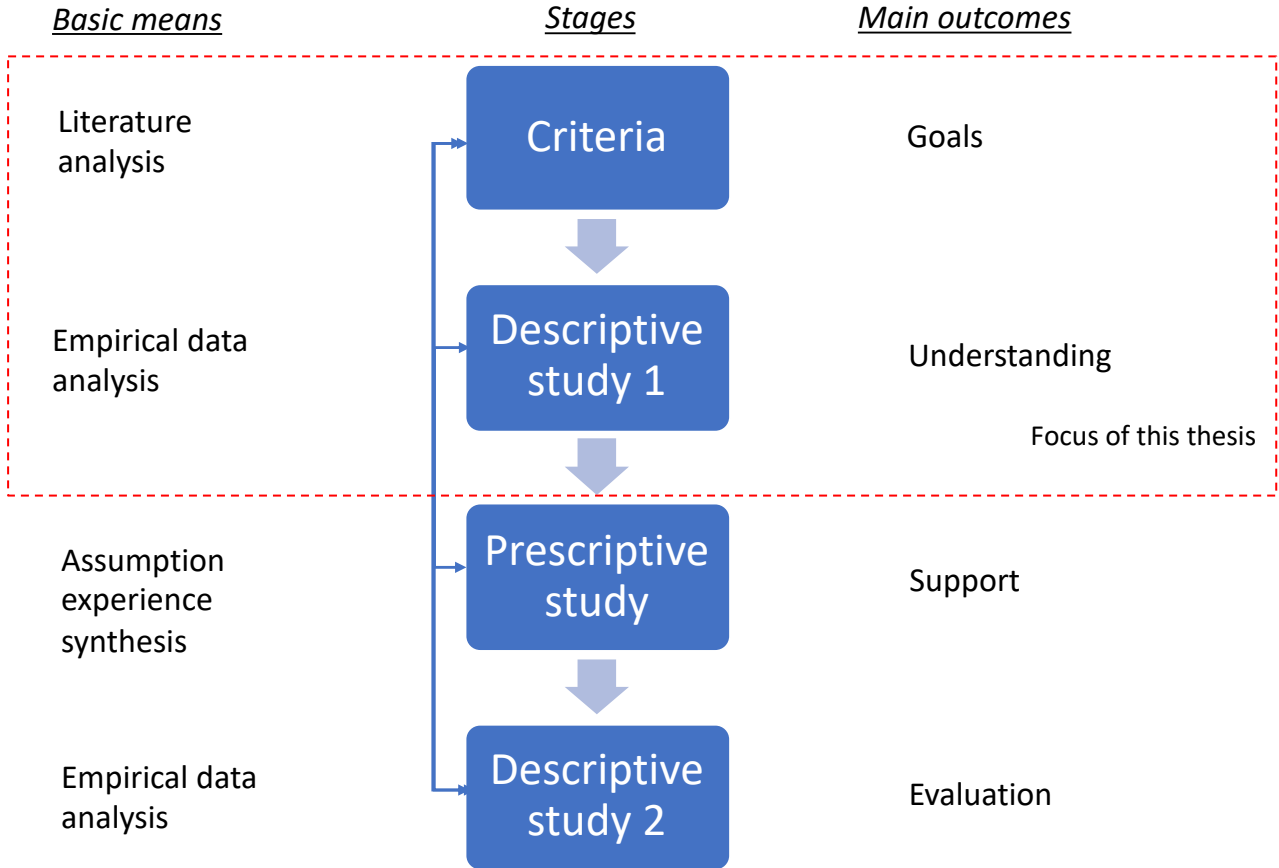 Basic means
Stages
Main outcomes
Literature
analysis
Criteria
Goals
Empirical data
analysis
Descriptive
study 1
Understanding
Focus of this thesis
Assumption
experience
synthesis
Prescriptive
study
Support
Empirical data
analysis
Descriptive
study 2
Evaluation